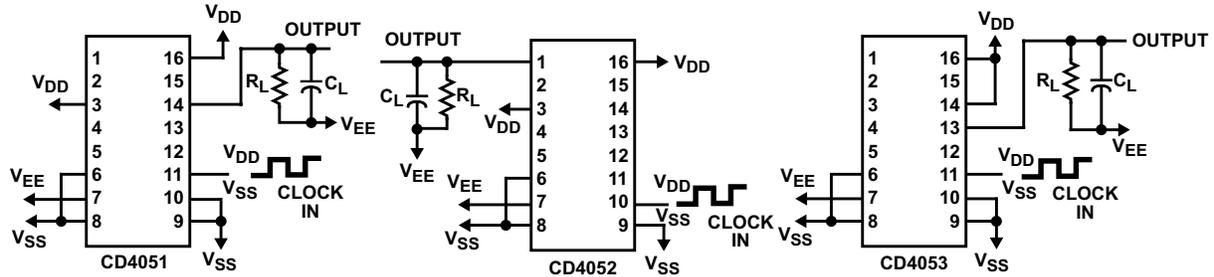 VDD
OUTPUT
1 16
2 15
VDD
3 14
4 13
5 12
6 11
7 10
8 9
RL
CL
VEE
VDD
VSS
CLOCK
IN
VEE
VSS
VSS
CD4051
OUTPUT
CL
RL
VEE
1 16
VDD
2 15
3 14
VDD
4 13
5 12
6 11
7 10
8 9
VEE
VSS
VDD
VSS
CLOCK
IN
VSS
CD4052
VDD
OUTPUT
1 16
2 15
3 14
4 13
5 12
6 11
7 10
8 9
RL
CL
VEE
VDD
VSS
CLOCK
IN
VEE
VSS
VSS
CD4053